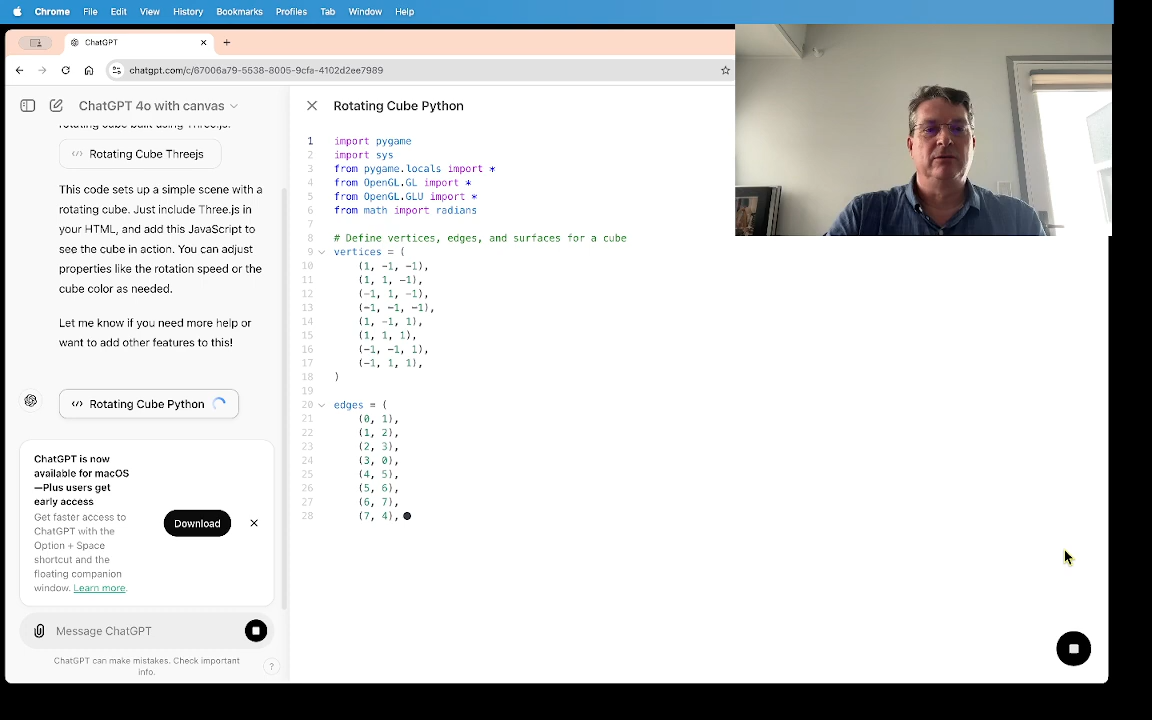 Chrome File Edit View History Bookmarks Profiles Tab Window Help
ChatGPT
chatgpt.com/c/67006a79-5538-8005-9cfa-4102d2ee7989
ChatGPT 4o with canvas
rotating cube built using Three.js.
Rotating Cube Threejs
This code sets up a simple scene with a
rotating cube. Just include Three.js in
your HTML, and add this JavaScript to
see the cube in action. You can adjust
properties like the rotation speed or the
cube color as needed.
Let me know if you need more help or
want to add other features to this!
Rotating Cube Python
ChatGPT is now
available for macOS
—Plus users get
early access
Get faster access to
ChatGPT with the
Option + Space
shortcut and the
floating companion
window. Learn more.
Download
Message ChatGPT
ChatGPT can make mistakes. Check important
info.
?
Rotating Cube Python
1 import pygame
2 import sys
3 from pygame.locals import *
4 from OpenGL.GL import *
5 from OpenGL.GLU import *
6 from math import radians
7
8 # Define vertices, edges, and surfaces for a cube
9 vertices = (
10 (1, -1, -1),
11 (1, 1, -1),
12 (-1, 1, -1),
13 (-1, -1, -1),
14 (1, -1, 1),
15 (1, 1, 1),
16 (-1, -1, 1),
17 (-1, 1, 1),
18 )
19
20 edges = (
21 (0, 1),
22 (1, 2),
23 (2, 3),
24 (3, 0),
25 (4, 5),
26 (5, 6),
27 (6, 7),
28 (7, 4),